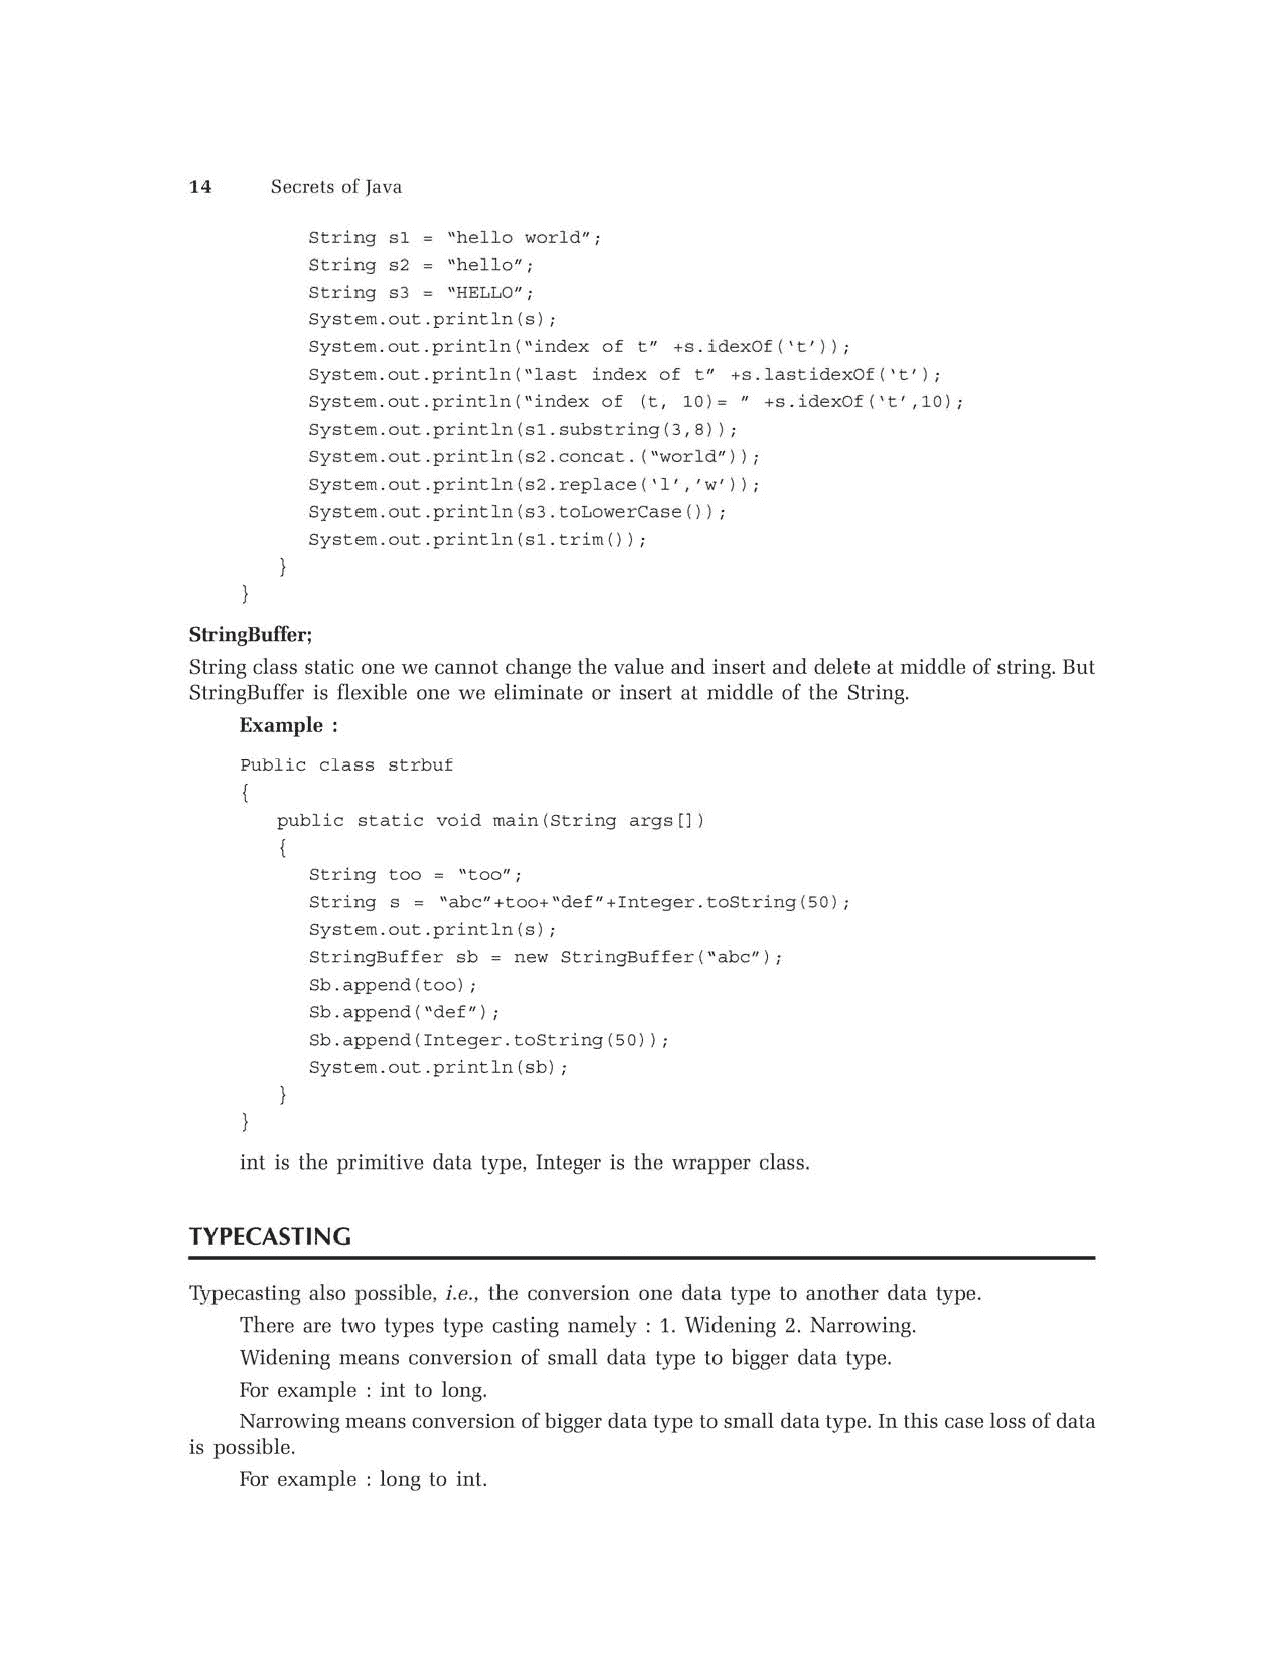 14 Secrets of Java
String s1 = “hello world”;
String s2 = “hello”;
String s3 = “HELLO”;
System.out.println(s);
System.out.println(“index of t” +s.idexOf(‘t’));
System.out.println(“last index of t” +s.lastidexOf(‘t’);
System.out.println(“index of (t, 10)= ” +s.idexOf(‘t’,10);
System.out.println(s1.substring(3,8));
System.out.println(s2.concat.(“world”));
System.out.println(s2.replace(‘l’,’w’));
System.out.println(s3.toLowerCase());
System.out.println(s1.trim());
}
}
StringBuffer;
String class static one we cannot change the value and insert and delete at middle of string. But
StringBuffer is flexible one we eliminate or insert at middle of the String.
Example :
Public class strbuf
{
public static void main(String args[])
{
String too = “too”;
String s = “abc”+too+“def”+Integer.toString(50);
System.out.println(s);
StringBuffer sb = new StringBuffer(“abc”);
Sb.append(too);
Sb.append(“def”);
Sb.append(Integer.toString(50));
System.out.println(sb);
}
}
int is the primitive data type, Integer is the wrapper class.
TYPECASTING
Typecasting also possible, i.e., the conversion one data type to another data type.
There are two types type casting namely : 1. Widening 2. Narrowing.
Widening means conversion of small data type to bigger data type.
For example : int to long.
Narrowing means conversion of bigger data type to small data type. In this case loss of data
is possible.
For example : long to int.